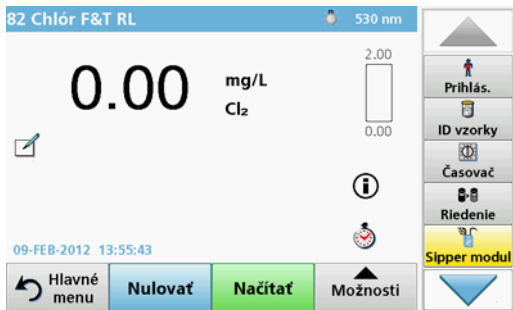 82 Chlór F&T RL
530 nm
0.00
mg/L
Cl₂
2.00
0.00
09-FEB-2012 13:55:43
Hlavné
menu
Nulovať
Načítať
Možnosti
Prihlás.
ID vzorky
Časovač
Riedenie
Sipper modul